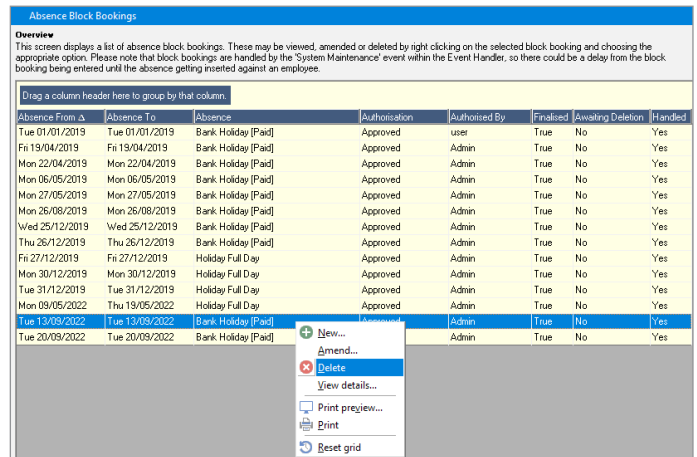 Absence Block Bookings
Overview
This screen displays a list of absence block bookings. These may be viewed, amended or deleted by right clicking on the selected block booking and choosing the
appropriate option. Please note that block bookings are handled by the 'System Maintenance' event within the Event Handler, so there could be a delay from the block
booking being entered until the absence getting inserted against an employee.
Drag a column header here to group by that column.
Absence From Absence To Absence Authorisation Authorised By Finalised Awaiting Deletion Handled
Tue 01/01/2019 Tue 01/01/2019 Bank Holiday [Paid] Approved user True No Yes
Fri 19/04/2019 Fri 19/04/2019 Bank Holiday [Paid] Approved Admin True No Yes
Mon 22/04/2019 Mon 22/04/2019 Bank Holiday [Paid] Approved Admin True No Yes
Mon 06/05/2019 Mon 06/05/2019 Bank Holiday [Paid] Approved Admin True No Yes
Mon 27/05/2019 Mon 27/05/2019 Bank Holiday [Paid] Approved Admin True No Yes
Mon 26/08/2019 Mon 26/08/2019 Bank Holiday [Paid] Approved Admin True No Yes
Wed 25/12/2019 Wed 25/12/2019 Bank Holiday [Paid] Approved Admin True No Yes
Thu 26/12/2019 Thu 26/12/2019 Bank Holiday [Paid] Approved Admin True No Yes
Fri 27/12/2019 Fri 27/12/2019 Holiday Full Day Approved Admin True No Yes
Mon 30/12/2019 Mon 30/12/2019 Holiday Full Day Approved Admin True No Yes
Tue 31/12/2019 Tue 31/12/2019 Holiday Full Day Approved Admin True No Yes
Mon 09/05/2022 Thu 19/05/2022 Holiday Full Day Approved Admin True No Yes
Tue 13/09/2022 Tue 13/09/2022 Bank Holiday [Paid] Approved Admin True No Yes
Tue 20/09/2022 Tue 20/09/2022 Bank Holiday [Paid] Admin True No Yes
New...
Amend...
Delete
View details...
Print preview...
Print
Reset grid